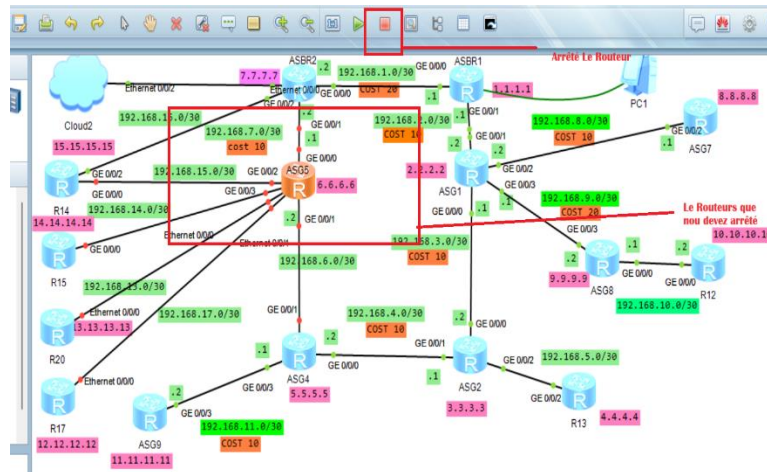 Arrêté Le Routeur
ASBR2
ASBR1
7.7.7.7
.2
192.168.1.0/30
GE 0/0/0
Ethernet 0/0/2
Ethernet 0/0/0
GE 0/0/0
COST 20
.1
1.1.1.1
PC1
8.8.8.8
Cloud2
GE 0/0/2
.2
GE 0/0/1
.1
GE 0/0/1
192.168.16.0/30
192.168.7.0/30
cost 10
.1
GE 0/0/0
192.168.2.0/30
COST 10
.2
GE 0/0/0
192.168.8.0/30
COST 10
GE 0/0/2
.1
ASG7
15.15.15.15
GE 0/0/2
192.168.15.0/30
GE 0/0/2
ASG5
6.6.6.6
2.2.2.2
.2
GE 0/0/2
ASG1
GE 0/0/3
GE 0/0/0
R14
14.14.14.14
192.168.14.0/30
GE 0/0/3
.2
GE 0/0/1
GE 0/0/0
.1
.1
192.168.9.0/30
COST 20
Le Routeurs que
nou devez arrêté
GE 0/0/0
Ethernet 0/0/0
Ethernet 0/0/1
192.168.3.0/30
COST 10
.1
.2
10.10.10.1
R15
192.168.6.0/30
.2
GE 0/0/3
9.9.9.9
ASG8
GE 0/0/0
GE 0/0/0
R12
192.168.13.0/30
192.168.10.0/30
Ethernet 0/0/0
13.13.13.13
192.168.17.0/30
GE 0/0/1
192.168.4.0/30
COST 10
.2
GE 0/0/0
R20
.1
.2
GE 0/0/0
GE 0/0/1
GE 0/0/2
192.168.5.0/30
Ethernet 0/0/0
.2
GE 0/0/3
ASG4
.1
ASG2
GE 0/0/2
GE 0/0/3
5.5.5.5
3.3.3.3
R13
4.4.4.4
R17
12.12.12.12
ASG9
11.11.11.11
192.168.11.0/30
COST 10